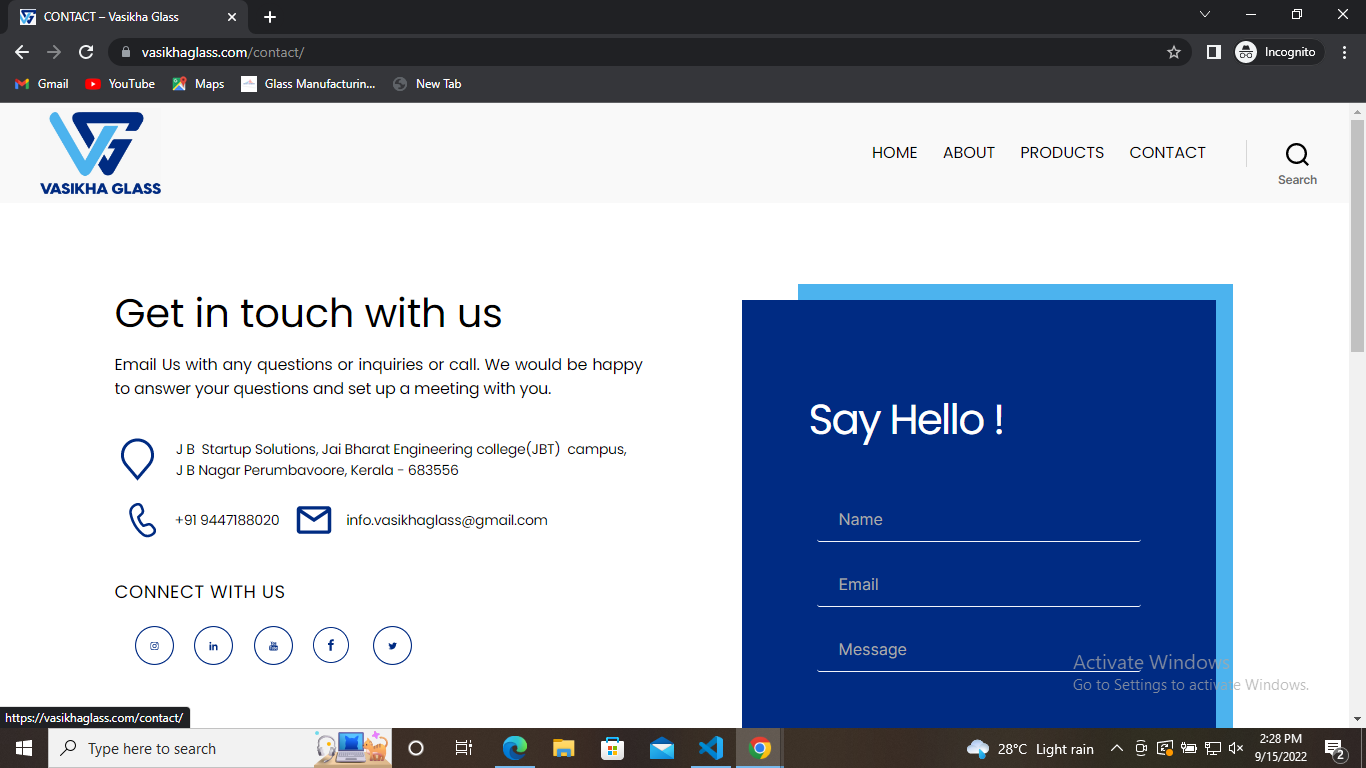 CONTACT – Vasikha Glass
vasikhaglass.com/contact/
Incognito
Gmail
YouTube
Maps
Glass Manufacturin...
New Tab
VASIKHA GLASS
HOME
ABOUT
PRODUCTS
CONTACT
Search
Get in touch with us
Email Us with any questions or inquiries or call. We would be happy
to answer your questions and set up a meeting with you.
J B Startup Solutions, Jai Bharat Engineering college(JBT) campus,
J B Nagar Perumbavoore, Kerala - 683556
+91 9447188020
info.vasikhaglass@gmail.com
CONNECT WITH US
Say Hello !
Name
Email
Message
Activate Windows
Go to Settings to activate Windows.
https://vasikhaglass.com/contact/
Type here to search
28°C Light rain
2:28 PM
9/15/2022
2